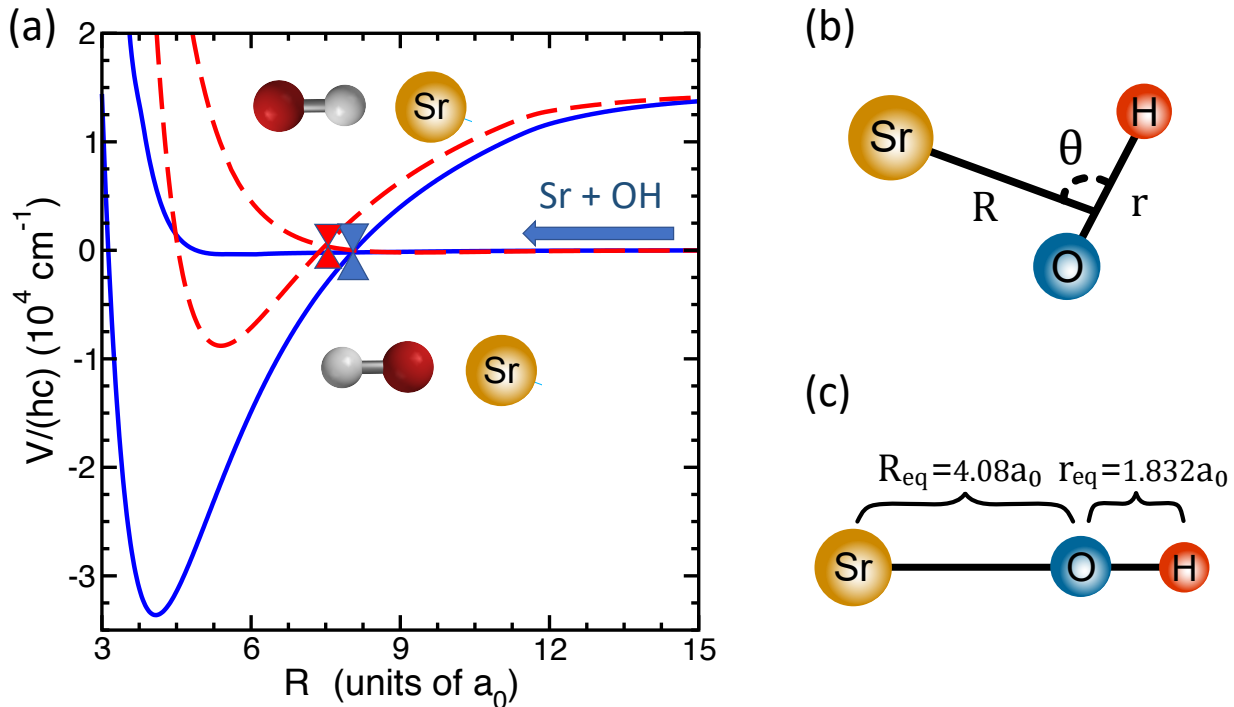 (a)
V/(hc) (10⁴ cm⁻¹)
2
1
0
-1
-2
-3
3
6
9
12
15
R (units of a₀)
Sr
Sr + OH
Sr
(b)
Sr
H
θ
R
r
O
(c)
R_eq=4.08a₀ r_eq=1.832a₀
Sr
O
H